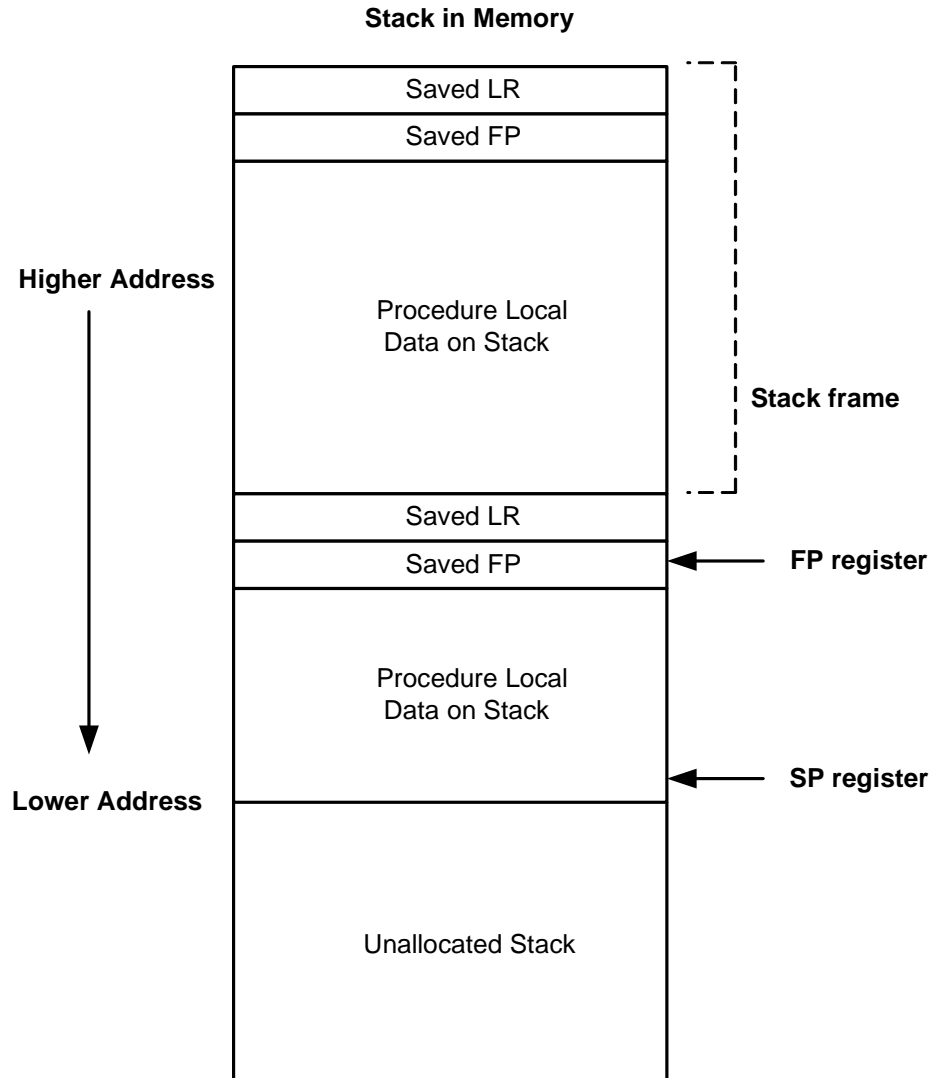 Stack in Memory
Saved LR
Saved FP
Higher Address
Procedure Local
Data on Stack
Stack frame
Saved LR
Saved FP
FP register
Procedure Local
Data on Stack
SP register
Lower Address
Unallocated Stack